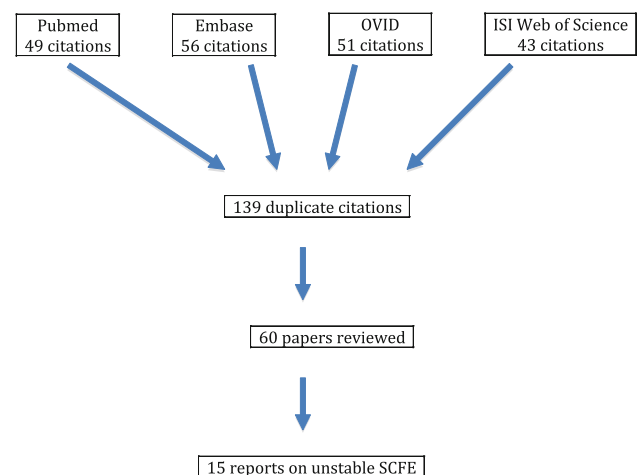 Pubmed
49 citations
Embase
56 citations
OVID
51 citations
ISI Web of Science
43 citations
139 duplicate citations
60 papers reviewed
15 reports on unstable SCFE